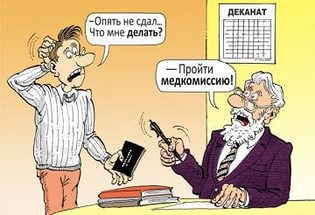 –Опять не сдал...
Что мне делать?
ДЕКАНАТ
— Пройти
медкомиссию!